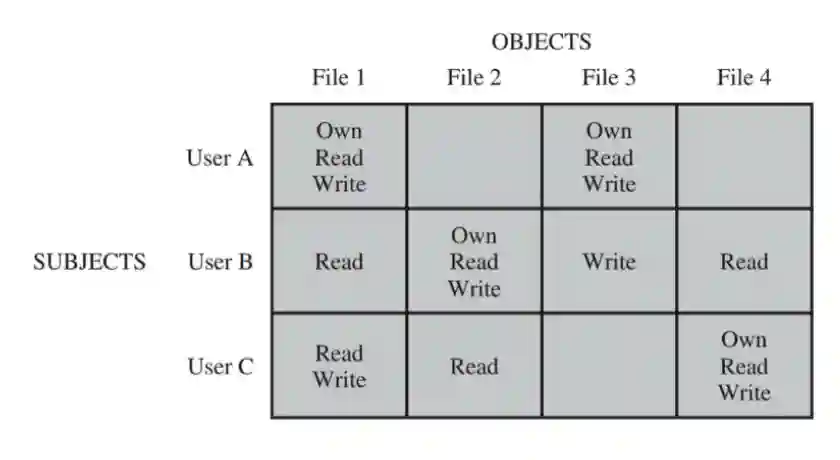 OBJECTS
File 1 File 2 File 3 File 4
User A
Own
Read
Write
Own
Read
Write
SUBJECTS
User B
Read
Own
Read
Write
Write
Read
User C
Read
Write
Read
Own
Read
Write